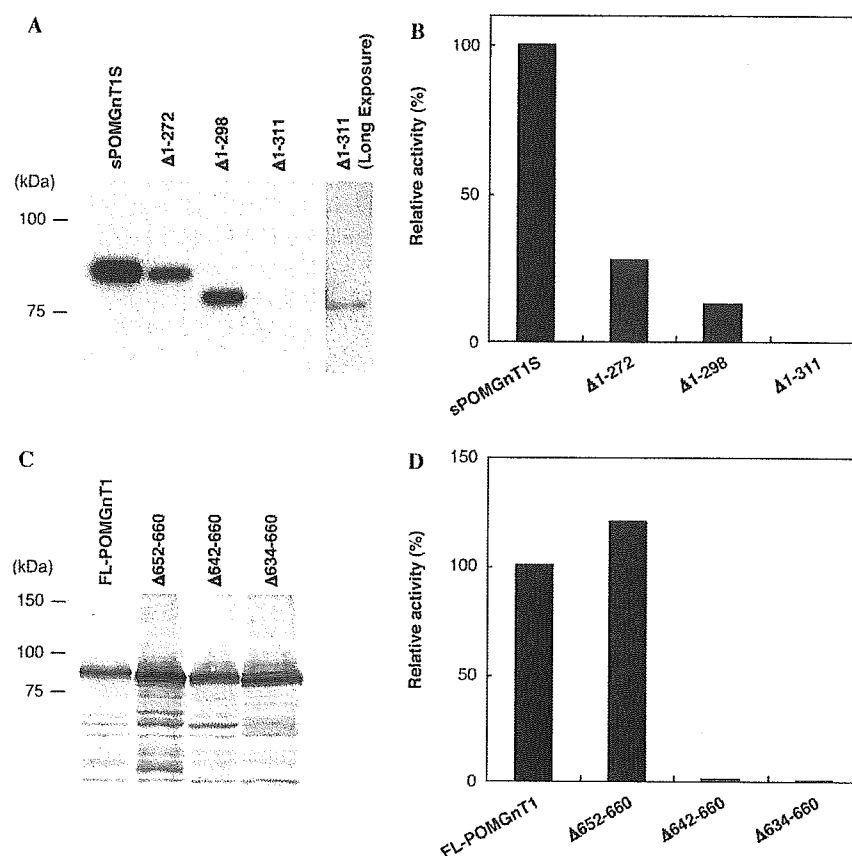 A
sPOMGnT1S
Δ1-272
Δ1-298
Δ1-311
Δ1-311
(Long Exposure)
(kDa)
100
75
B
Relative activity (%)
100
50
0
sPOMGnT1S
Δ1-272
Δ1-298
Δ1-311
C
FL-POMGnT1
Δ652-660
Δ642-660
Δ634-660
(kDa)
150
100
75
D
Relative activity (%)
150
100
50
0
FL-POMGnT1
Δ652-660
Δ642-660
Δ634-660